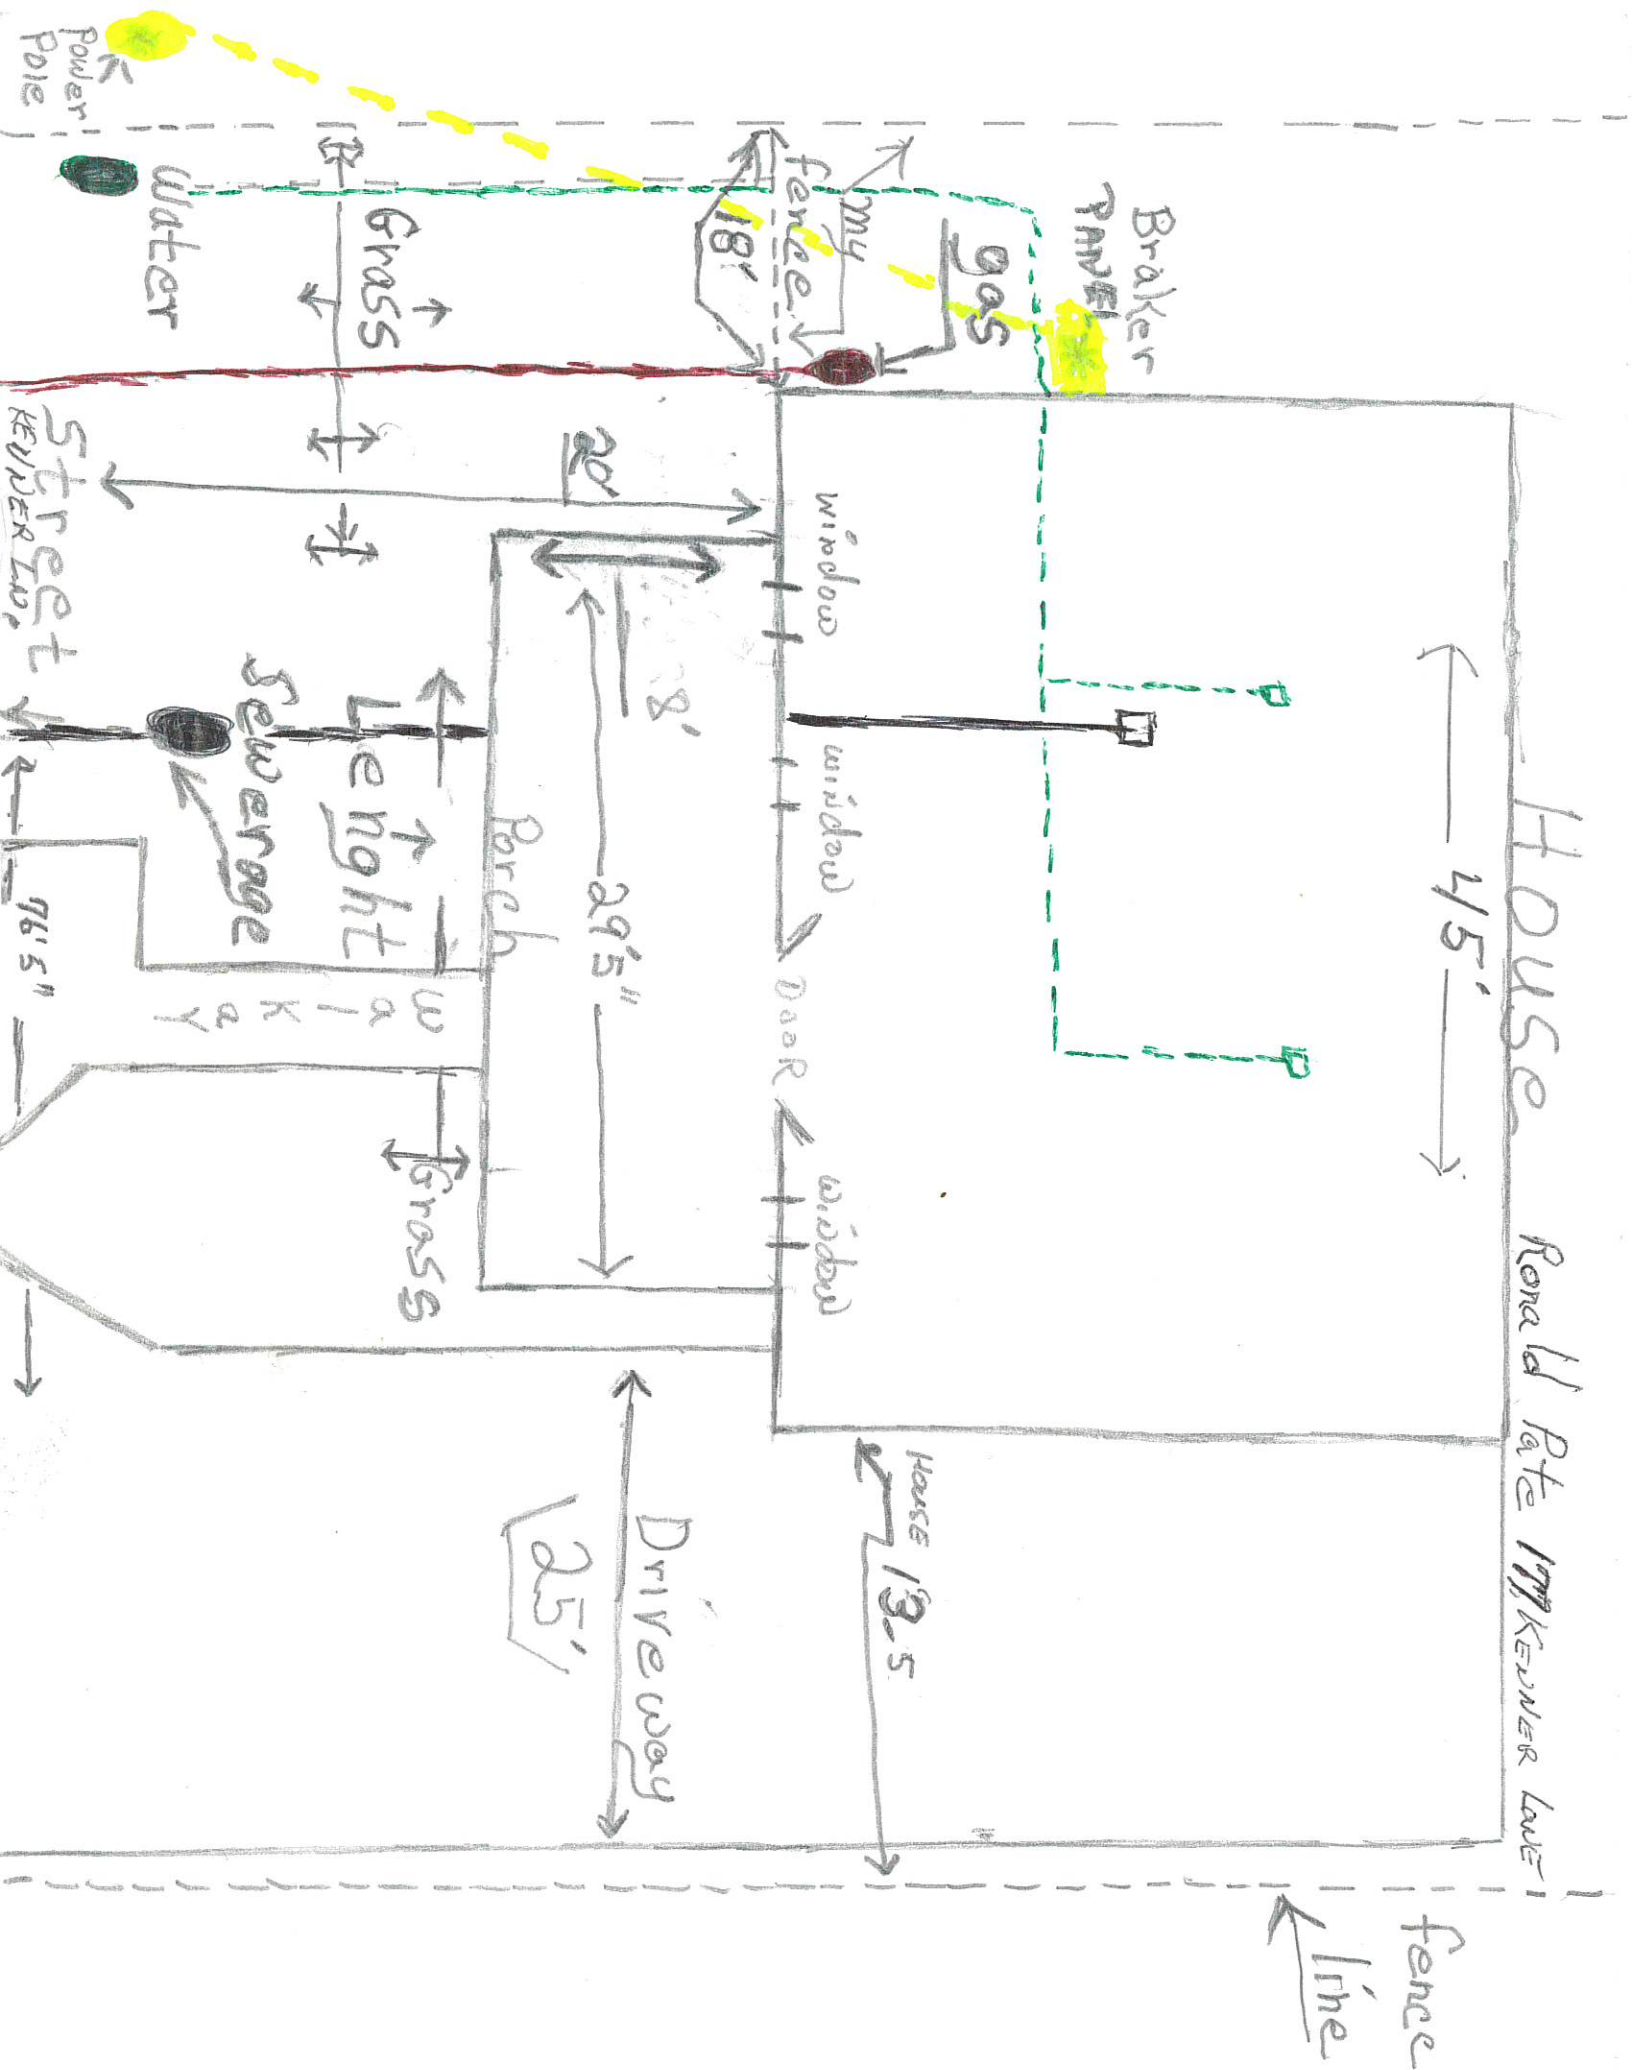 House
Ronald Pate 177 KENNER LANE
45'
fence
line
Braker
PANEl
gas
my
fence
18'
window
window
DOOR
window
HOUSE 13.5
Driveway
25'
20'
8'
29'5"
Porch
Grass
Lenght
Walkay
Grass
Water
Sewerage
Power
Pole
Street
KENNER LN.
76'5"